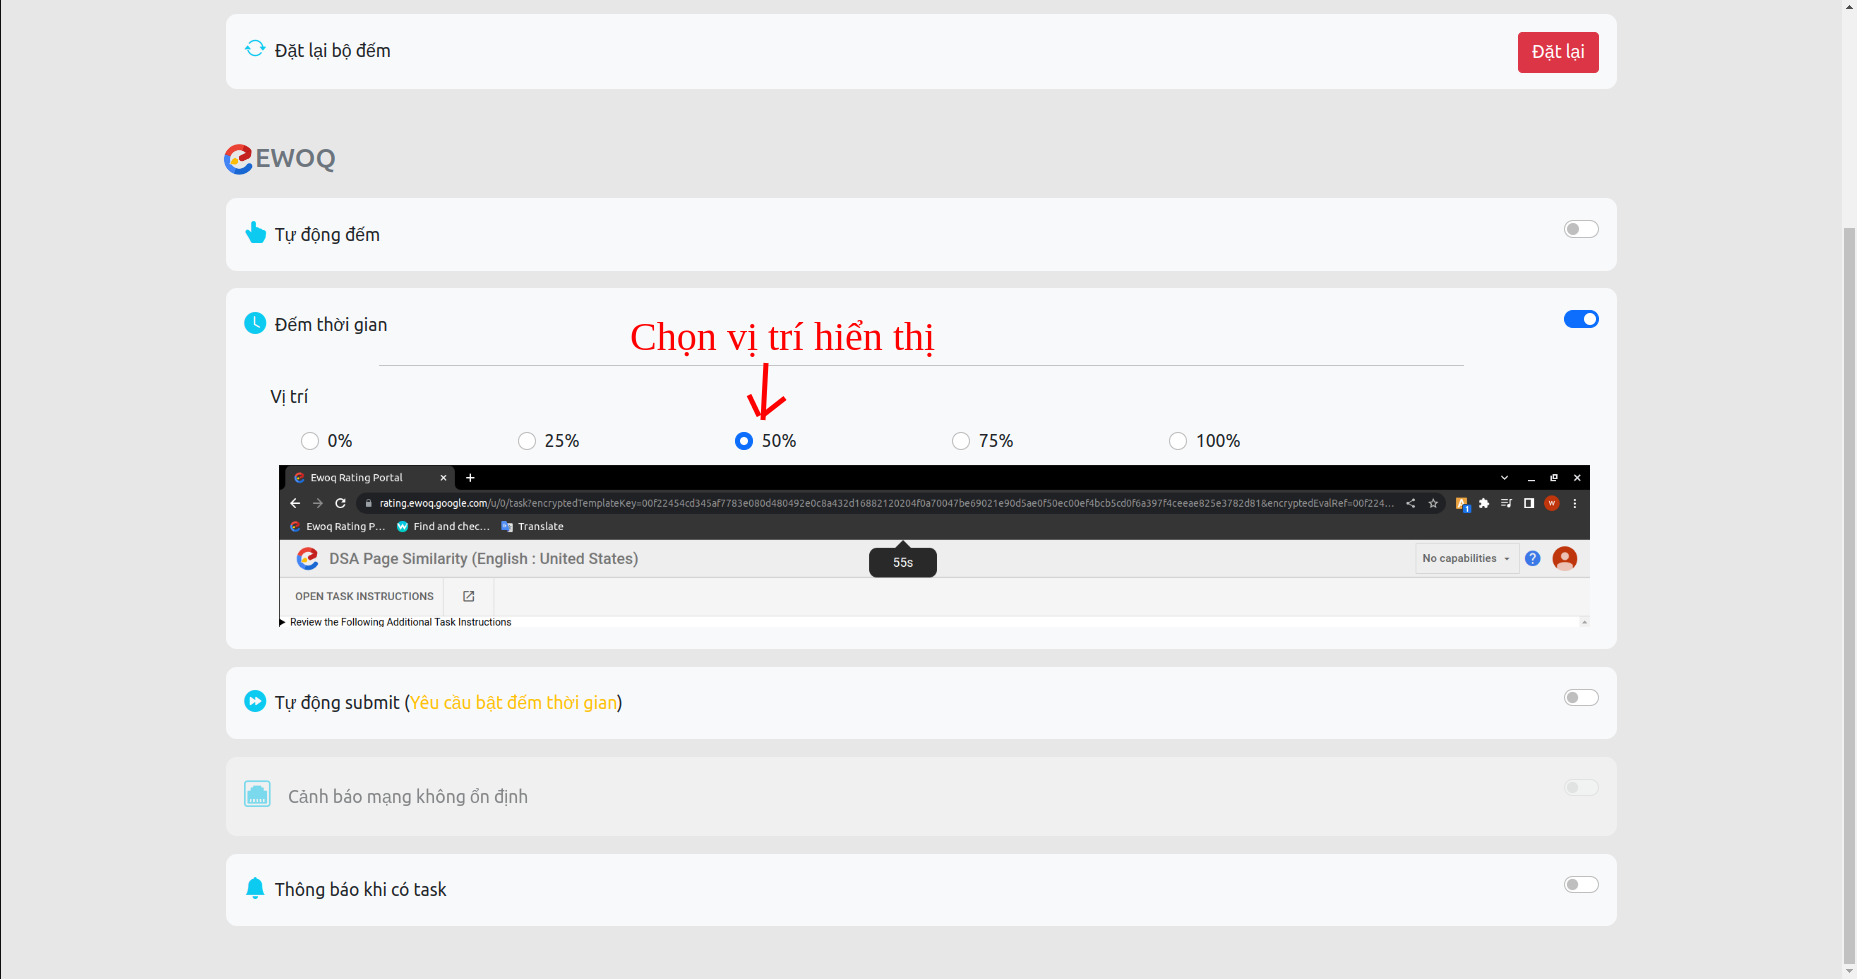 Đặt lại bộ đếm
Đặt lại
EWOQ
Tự động đếm
Đếm thời gian
Chọn vị trí hiển thị
Vị trí
0% 25% 50% 75% 100%
Ewoq Rating Portal
rating.ewoq.google.com/u/0/task?encryptedTemplateKey=00f22454cd345af7783e080d480492e0c8a432d16882120204f0a70047be69021e90d5ae0f50ec00ef4bcb5cd0f6a397f4ceeae825e3782d81&encryptedEvalRef=00f224...
1
W
Ewoq Rating P... Find and chec... Translate
DSA Page Similarity (English : United States)
55s
No capabilities
?
OPEN TASK INSTRUCTIONS
Review the Following Additional Task Instructions
Tự động submit (Yêu cầu bật đếm thời gian)
Cảnh báo mạng không ổn định
Thông báo khi có task